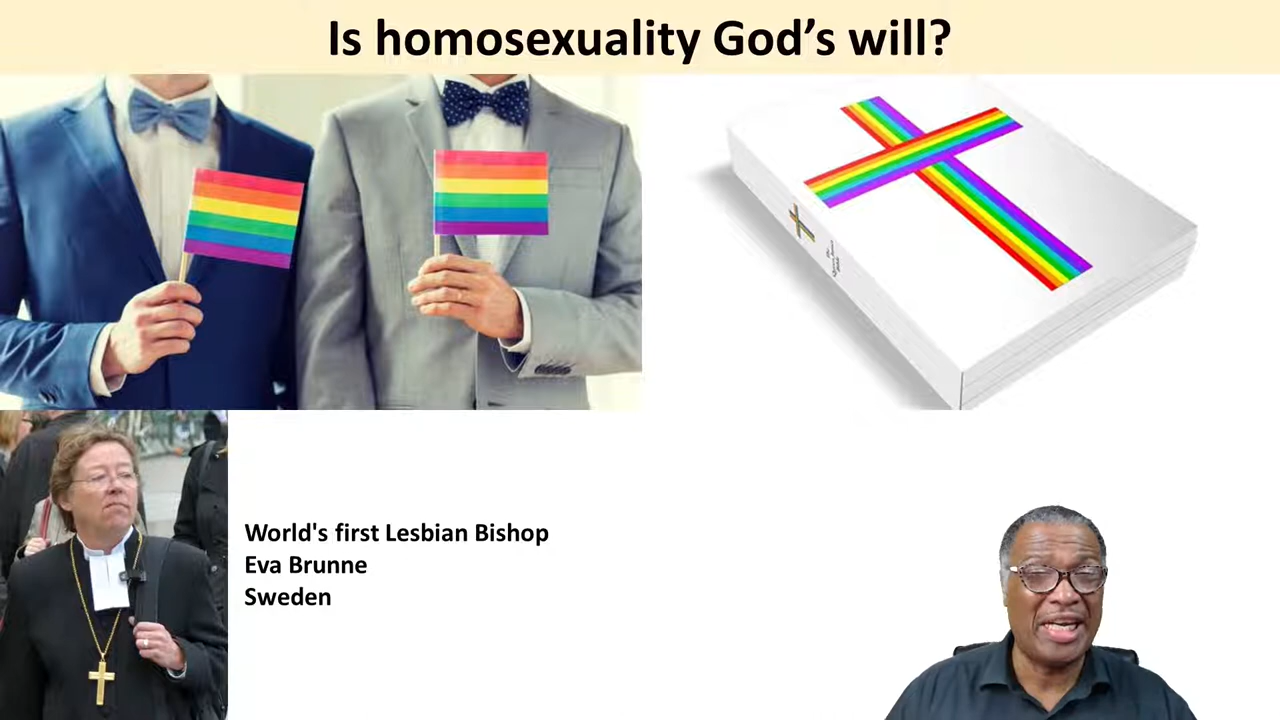 Is homosexuality God’s will?
World's first Lesbian Bishop
Eva Brunne
Sweden